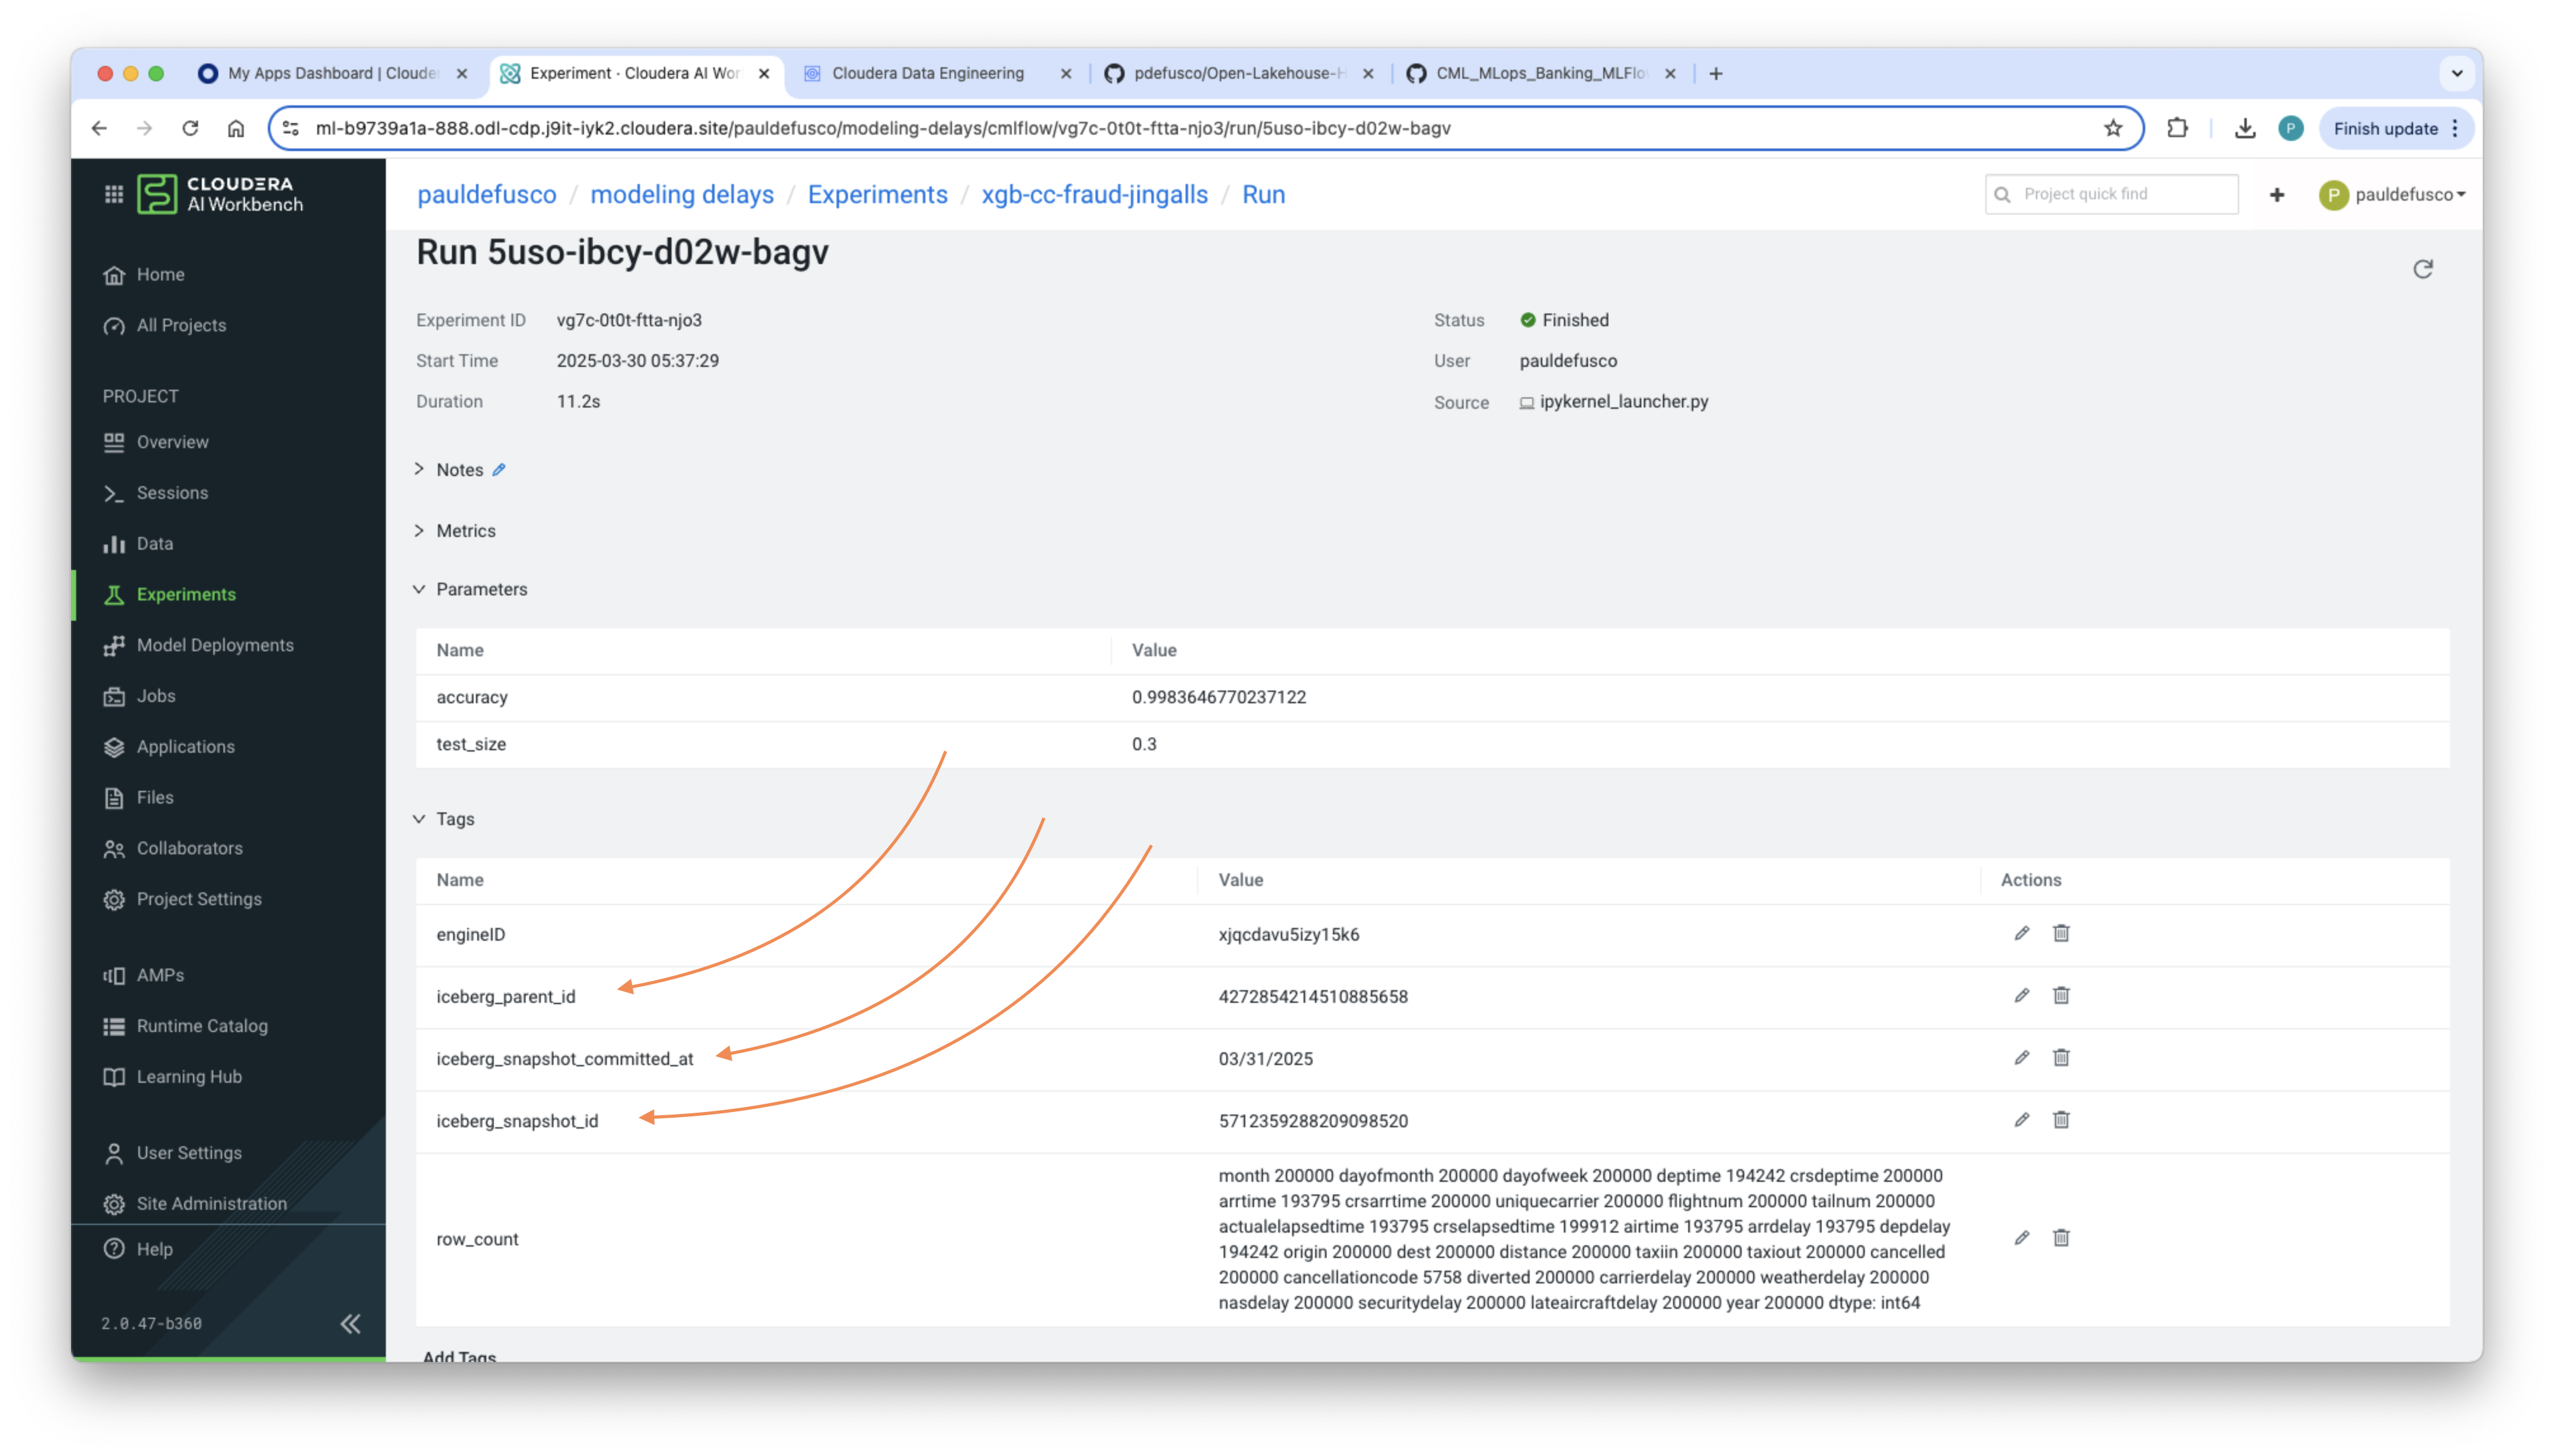 My Apps Dashboard | Cloude
Experiment · Cloudera AI Wor
Cloudera Data Engineering
pdefusco/Open-Lakehouse-H
CML_MLops_Banking_MLFlo
ml-b9739a1a-888.odl-cdp.j9it-iyk2.cloudera.site/pauldefusco/modeling-delays/cmlflow/vg7c-0t0t-ftta-njo3/run/5uso-ibcy-d02w-bagv
P
Finish update
CLOUDERA
AI Workbench
pauldefusco / modeling delays / Experiments / xgb-cc-fraud-jingalls / Run
Project quick find
P pauldefusco
Home
All Projects
PROJECT
Overview
Sessions
Data
Experiments
Model Deployments
Jobs
Applications
Files
Collaborators
Project Settings
AMPs
Runtime Catalog
Learning Hub
User Settings
Site Administration
Help
2.0.47-b360
Run 5uso-ibcy-d02w-bagv
Experiment ID vg7c-0t0t-ftta-njo3
Start Time 2025-03-30 05:37:29
Duration 11.2s
Status Finished
User pauldefusco
Source ipykernel_launcher.py
Notes
Metrics
Parameters
Name Value
accuracy 0.9983646770237122
test_size 0.3
Tags
Name Value Actions
engineID xjqcdavu5izy15k6
iceberg_parent_id 4272854214510885658
iceberg_snapshot_committed_at 03/31/2025
iceberg_snapshot_id 5712359288209098520
row_count
month 200000 dayofmonth 200000 dayofweek 200000 deptime 194242 crsdeptime 200000
arrtime 193795 crsarrtime 200000 uniquecarrier 200000 flightnum 200000 tailnum 200000
actualelapsedtime 193795 crselapsedtime 199912 airtime 193795 arrdelay 193795 depdelay
194242 origin 200000 dest 200000 distance 200000 taxiin 200000 taxiout 200000 cancelled
200000 cancellationcode 5758 diverted 200000 carrierdelay 200000 weatherdelay 200000
nasdelay 200000 securitydelay 200000 lateaircraftdelay 200000 year 200000 dtype: int64
Add Tags